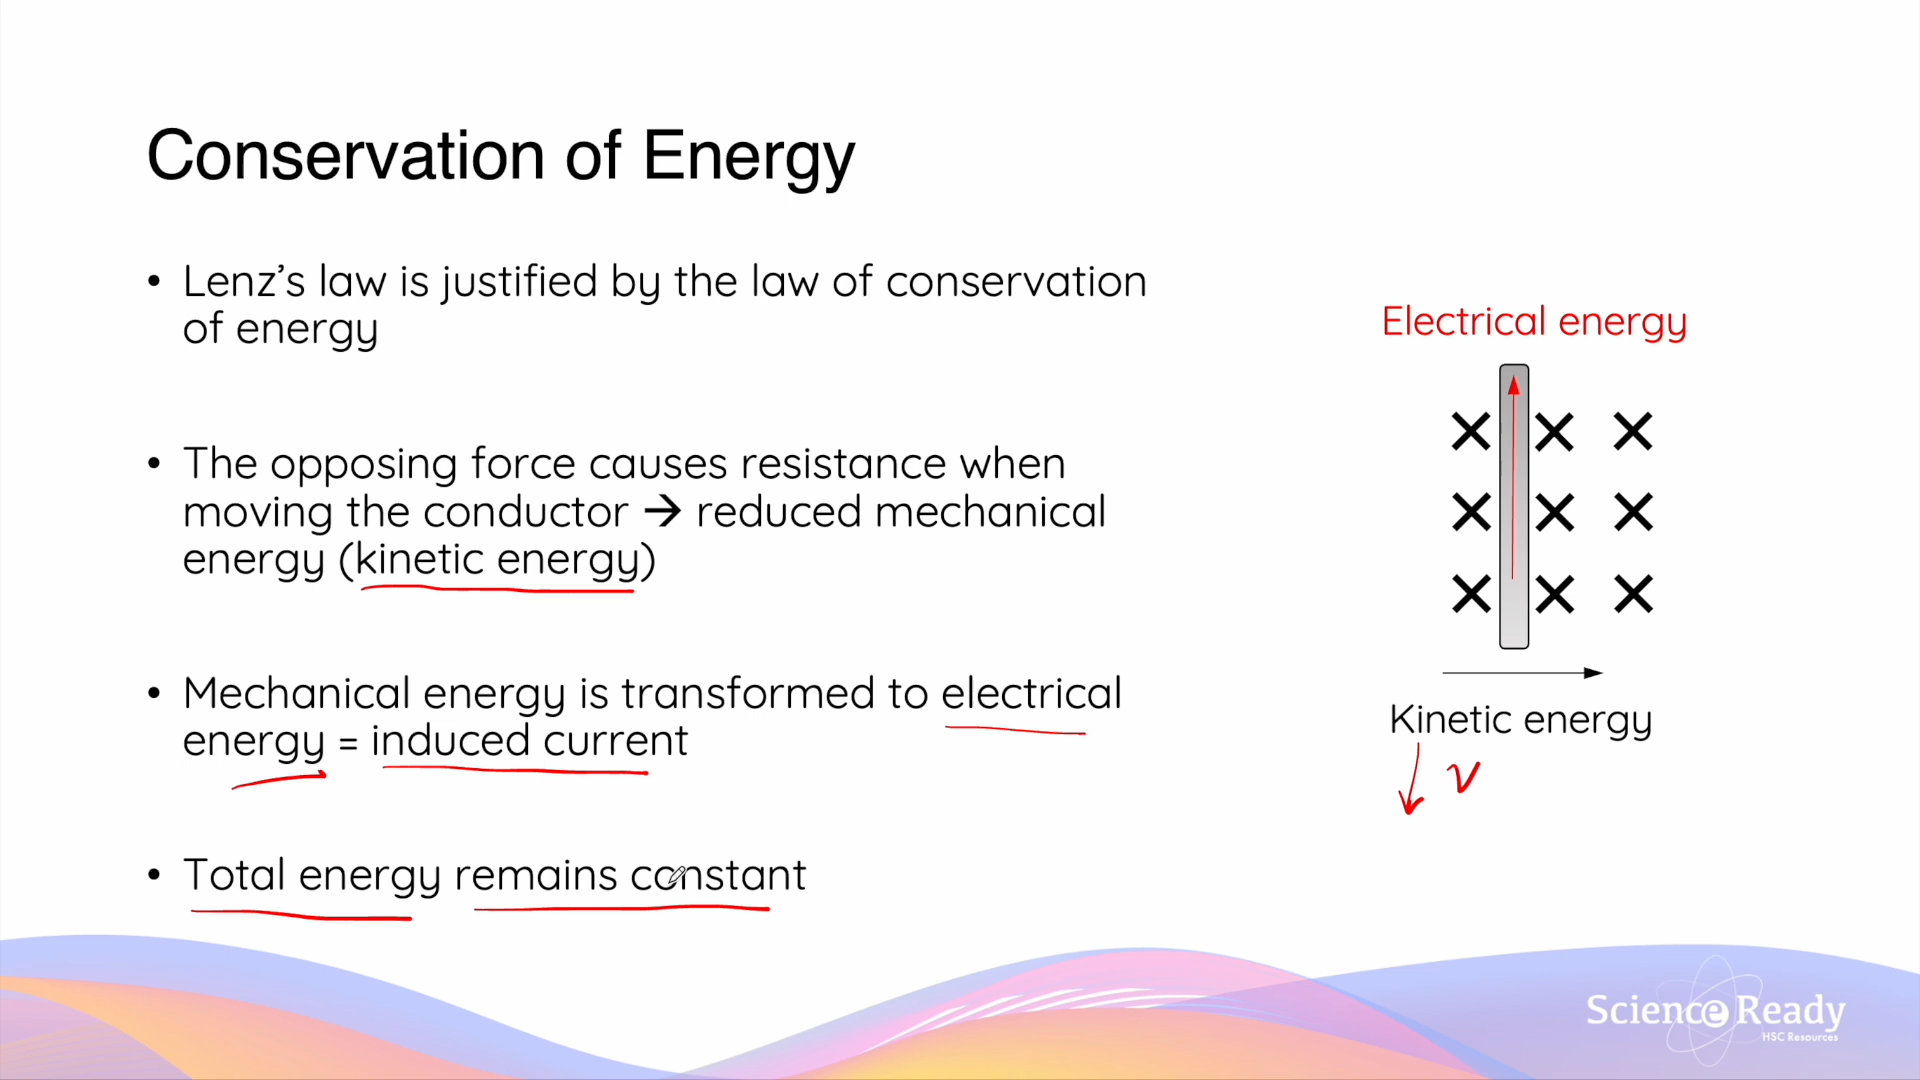 Conservation of Energy
• Lenz’s law is justified by the law of conservation
of energy
• The opposing force causes resistance when
moving the conductor → reduced mechanical
energy (kinetic energy)
• Mechanical energy is transformed to electrical
energy = induced current
• Total energy remains constant
Electrical energy
Kinetic energy
v
Science Ready
HSC Resources